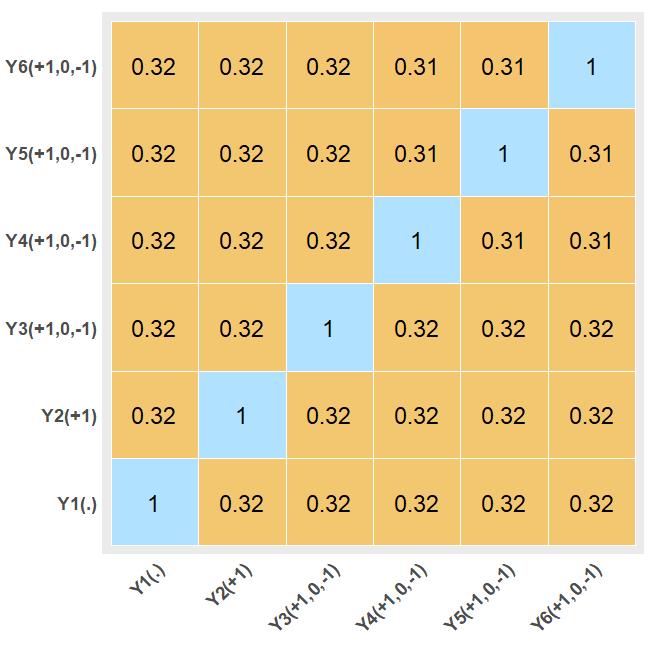 Y6(+1,0,-1) 0.32 0.32 0.32 0.31 0.31 1
Y5(+1,0,-1) 0.32 0.32 0.32 0.31 1 0.31
Y4(+1,0,-1) 0.32 0.32 0.32 1 0.31 0.31
Y3(+1,0,-1) 0.32 0.32 1 0.32 0.32 0.32
Y2(+1) 0.32 1 0.32 0.32 0.32 0.32
Y1(.) 1 0.32 0.32 0.32 0.32 0.32
Y1(.) Y2(+1) Y3(+1,0,-1) Y4(+1,0,-1) Y5(+1,0,-1) Y6(+1,0,-1)